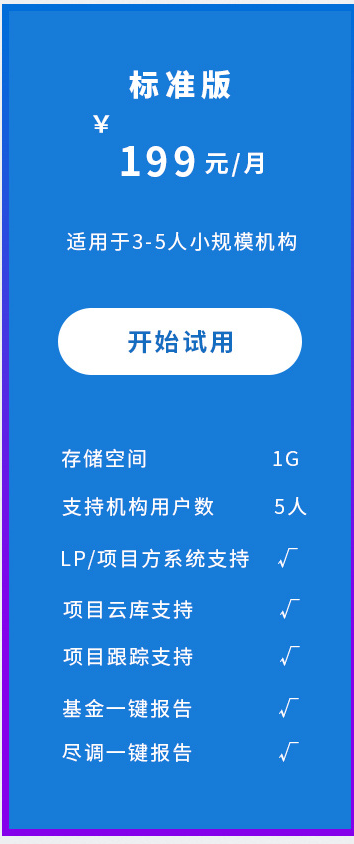 标准版
¥
199 元/月
适用于3-5人小规模机构
开始试用
存储空间 1G
支持机构用户数 5人
LP/项目方系统支持 √
项目云库支持 √
项目跟踪支持 √
基金一键报告 √
尽调一键报告 √